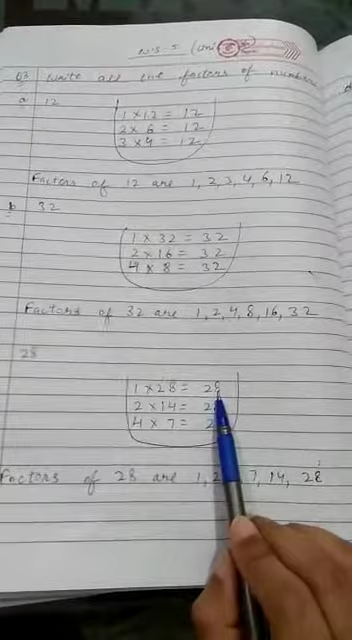 Q3 Write all the factors of numbers
a 12
1 × 12 = 12
2 × 6 = 12
3 × 4 = 12
Factors of 12 are 1, 2, 3, 4, 6, 12
b 32
1 × 32 = 32
2 × 16 = 32
4 × 8 = 32
Factors of 32 are 1, 2, 4, 8, 16, 32
28
1 × 28 = 28
2 × 14 = 2
4 × 7 = 2
Factors of 28 are 1, 2 7, 14, 28